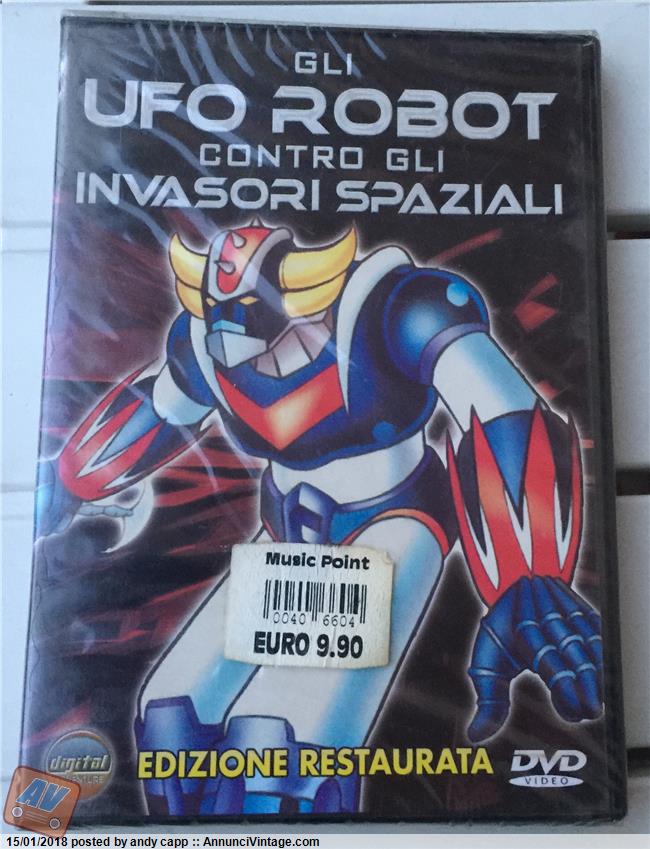 GLI
UFO ROBOT
CONTRO GLI
INVASORI SPAZIALI
Music Point
0040 6604
EURO 9.90
digital
EDIZIONE RESTAURATA
DVD
VIDEO
AV
15/01/2018 posted by andy capp :: AnnunciVintage.com